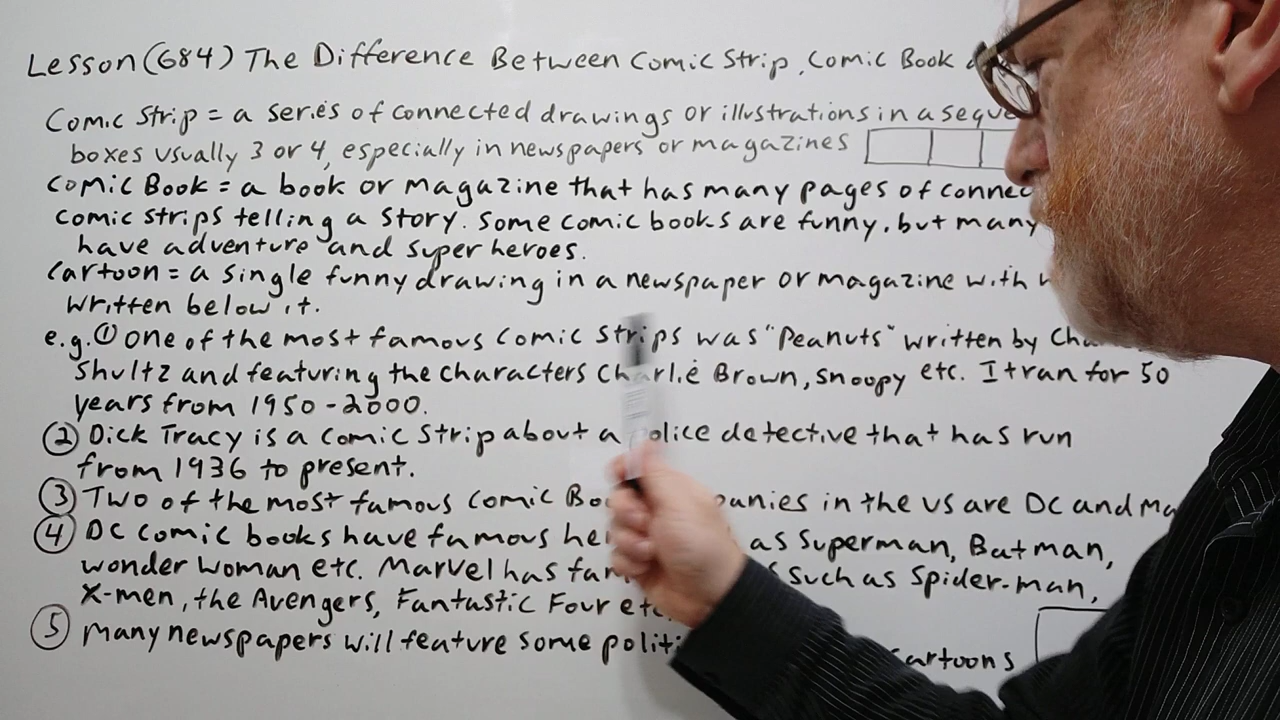 Lesson (684) The Difference Between Comic Strip, Comic Book
Comic Strip = a series of connected drawings or illustrations in a
boxes usually 3 or 4, especially in newspapers or magazines
Comic Book = a book or magazine that has many pages of
comic strips telling a story. Some comic books are funny, but many
have adventure and super heroes.
Cartoon = a single funny drawing in a newspaper or magazine with
written below it.
e.g. ① One of the most famous Comic Strips was "Peanuts" written by
Shultz and featuring the characters Charlie Brown, Snoopy etc. It ran for 50
years from 1950-2000.
② Dick Tracy is a Comic Strip about a police detective that has run
from 1936 to present.
③ Two of the most famous Comic in the US are DC and
④ DC Comic books have famous as Superman, Batman,
wonder woman etc. Marvel has such as Spider-man,
X-men, the Avengers, Fantastic Four
⑤ Many newspapers will feature some cartoons